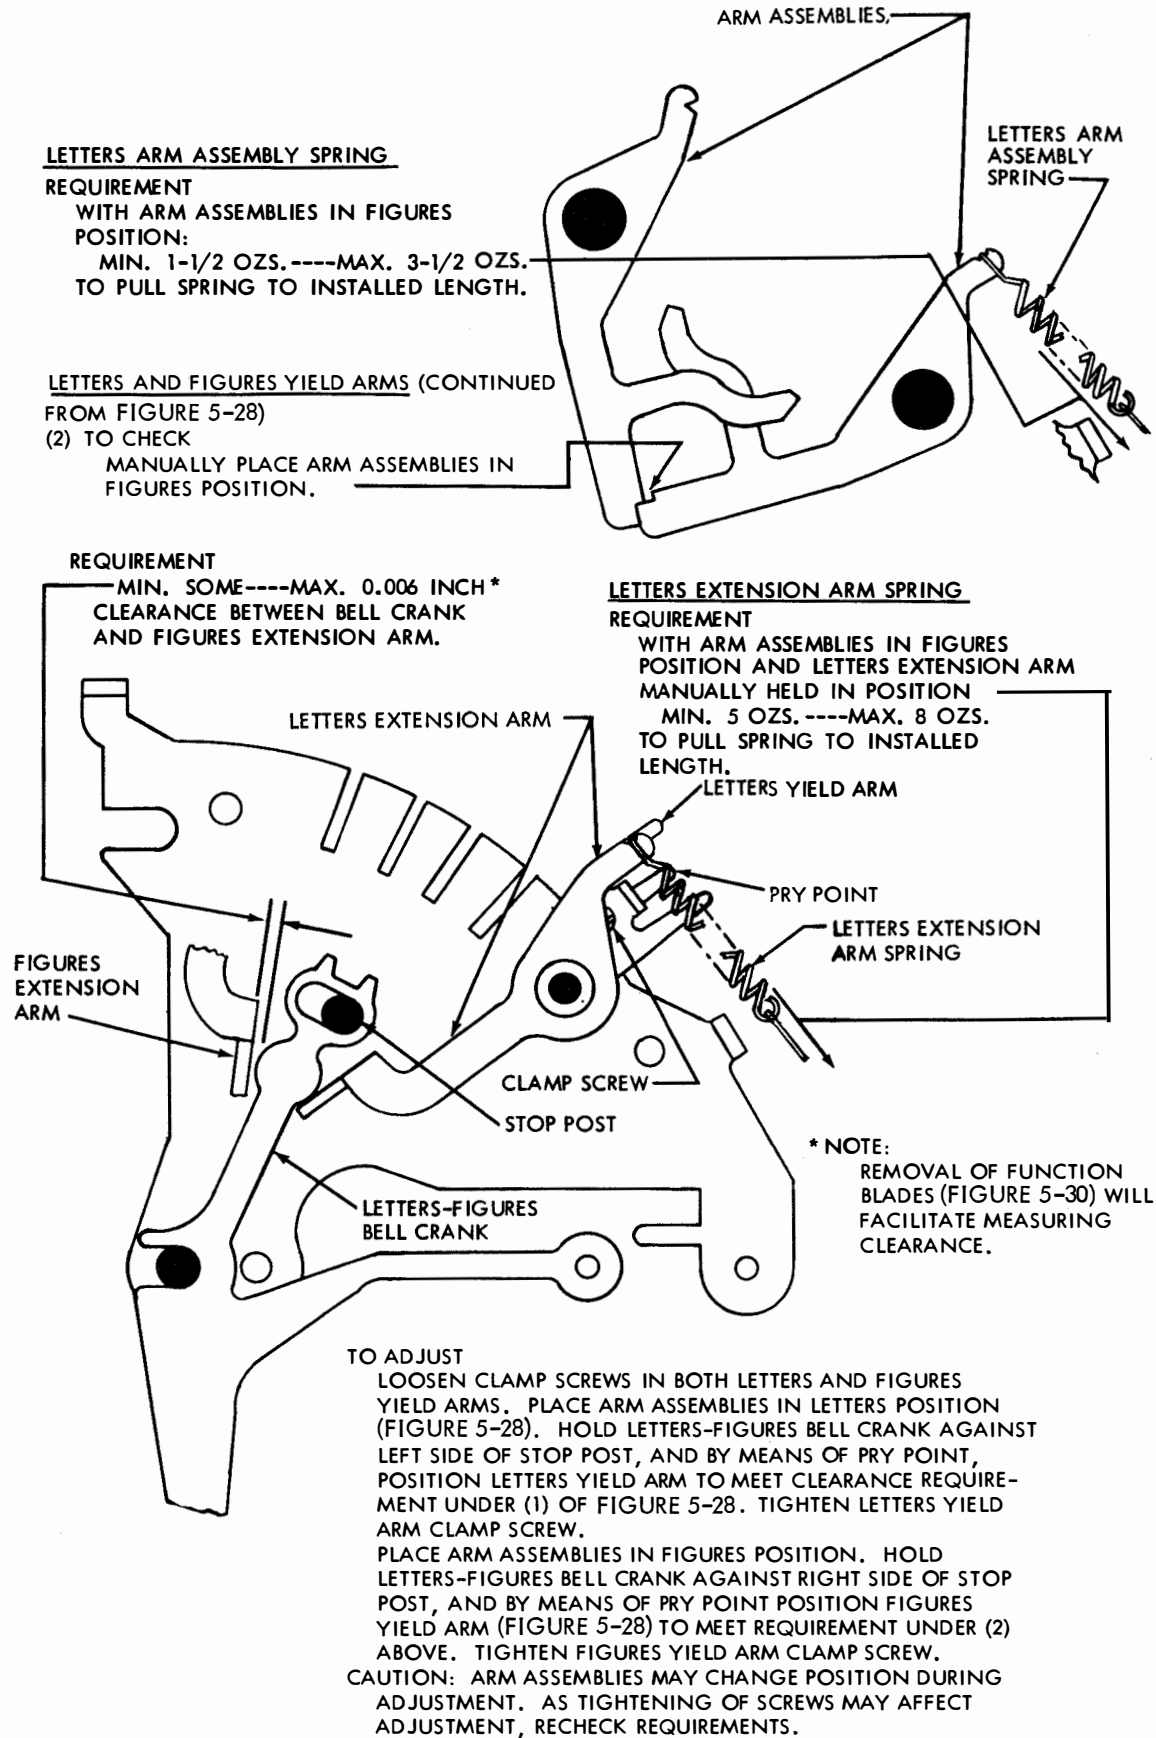 ARM ASSEMBLIES,
LETTERS ARM
ASSEMBLY
SPRING
LETTERS ARM ASSEMBLY SPRING
REQUIREMENT
WITH ARM ASSEMBLIES IN FIGURES
POSITION:
MIN. 1-1/2 OZS.----MAX. 3-1/2 OZS.
TO PULL SPRING TO INSTALLED LENGTH.
LETTERS AND FIGURES YIELD ARMS (CONTINUED
FROM FIGURE 5-28)
(2) TO CHECK
MANUALLY PLACE ARM ASSEMBLIES IN
FIGURES POSITION.
REQUIREMENT
MIN. SOME----MAX. 0.006 INCH*
CLEARANCE BETWEEN BELL CRANK
AND FIGURES EXTENSION ARM.
LETTERS EXTENSION ARM SPRING
REQUIREMENT
WITH ARM ASSEMBLIES IN FIGURES
POSITION AND LETTERS EXTENSION ARM
MANUALLY HELD IN POSITION
MIN. 5 OZS.----MAX. 8 OZS.
TO PULL SPRING TO INSTALLED
LENGTH.
LETTERS EXTENSION ARM
LETTERS YIELD ARM
PRY POINT
LETTERS EXTENSION
ARM SPRING
FIGURES
EXTENSION
ARM
CLAMP SCREW
STOP POST
LETTERS-FIGURES
BELL CRANK
* NOTE:
REMOVAL OF FUNCTION
BLADES (FIGURE 5-30) WILL
FACILITATE MEASURING
CLEARANCE.
TO ADJUST
LOOSEN CLAMP SCREWS IN BOTH LETTERS AND FIGURES
YIELD ARMS. PLACE ARM ASSEMBLIES IN LETTERS POSITION
(FIGURE 5-28). HOLD LETTERS-FIGURES BELL CRANK AGAINST
LEFT SIDE OF STOP POST, AND BY MEANS OF PRY POINT,
POSITION LETTERS YIELD ARM TO MEET CLEARANCE REQUIRE-
MENT UNDER (1) OF FIGURE 5-28. TIGHTEN LETTERS YIELD
ARM CLAMP SCREW.
PLACE ARM ASSEMBLIES IN FIGURES POSITION. HOLD
LETTERS-FIGURES BELL CRANK AGAINST RIGHT SIDE OF STOP
POST, AND BY MEANS OF PRY POINT POSITION FIGURES
YIELD ARM (FIGURE 5-28) TO MEET REQUIREMENT UNDER (2)
ABOVE. TIGHTEN FIGURES YIELD ARM CLAMP SCREW.
CAUTION: ARM ASSEMBLIES MAY CHANGE POSITION DURING
ADJUSTMENT. AS TIGHTENING OF SCREWS MAY AFFECT
ADJUSTMENT, RECHECK REQUIREMENTS.